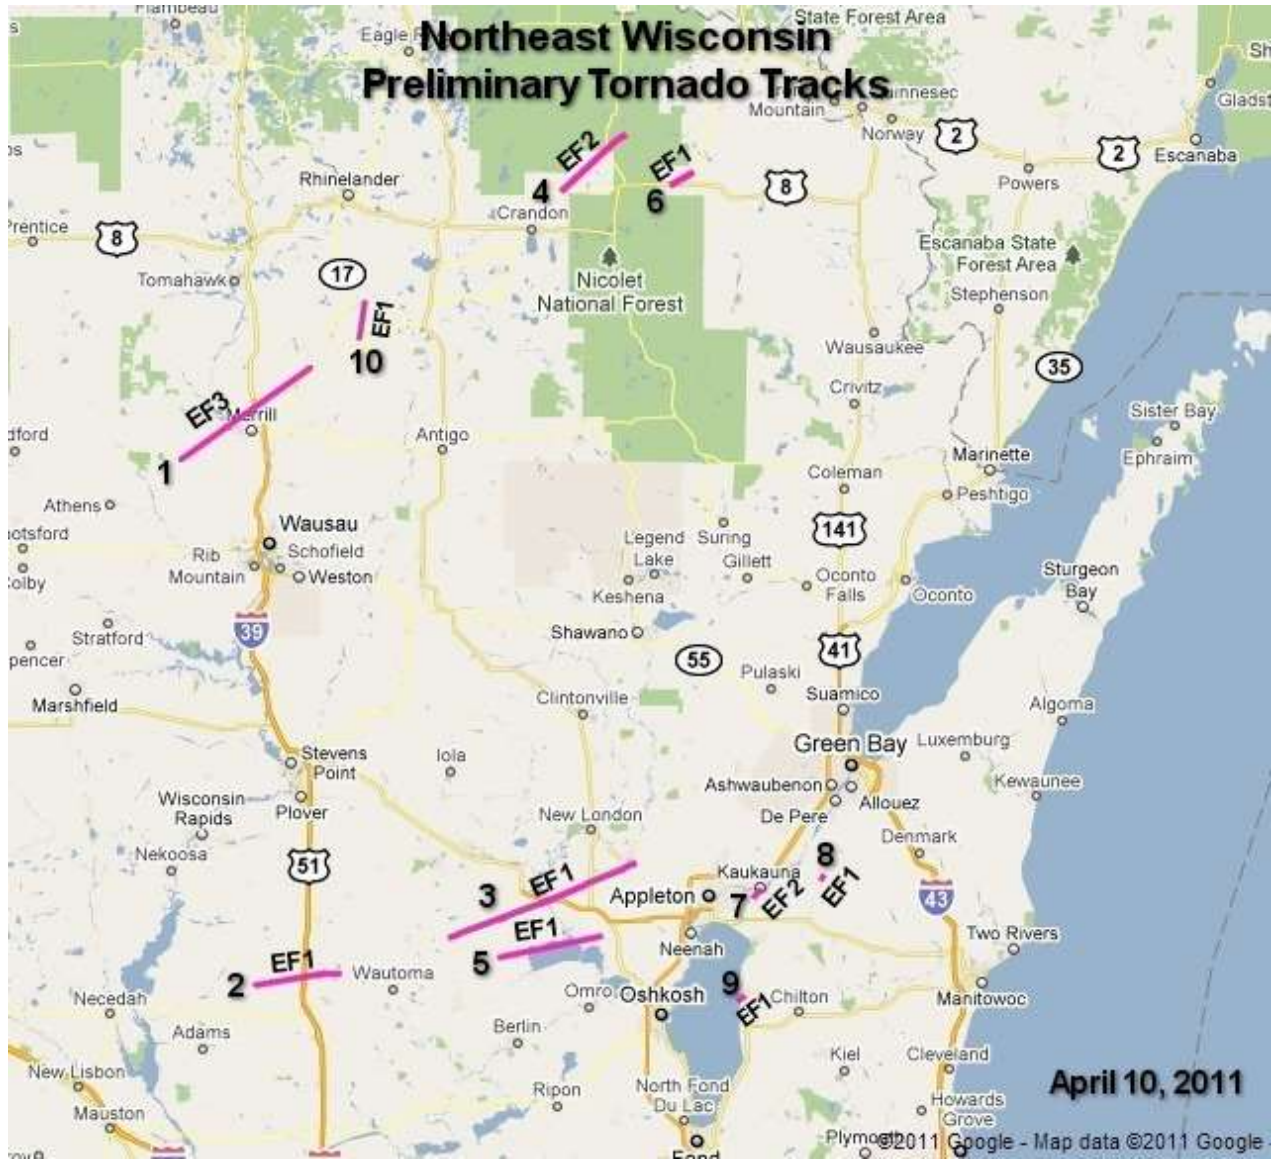 Flambeau
State Forest Area
Eagle
Northeast Wisconsin
Preliminary Tornado Tracks
Mountain
Norway
2
2
Escanaba
EF2
EF1
Rhinelander
4
6
8
Powers
Prentice
8
Crandon
Escanaba State
Forest Area
Tomahawk
17
Nicolet
National Forest
Stephenson
EF1
10
Wausaukee
35
EF3
Merrill
Crivitz
Sister Bay
Antigo
Ephraim
1
Coleman
Marinette
Athens
Peshtigo
Wausau
141
Rib
Mountain
Schofield
Weston
Legend
Lake
Suring
Gillett
Keshena
Oconto
Falls
Oconto
Sturgeon
Bay
Stratford
39
Shawano
55
41
Marshfield
Clintonville
Pulaski
Suamico
Algoma
Stevens
Point
Iola
Green Bay
Luxemburg
Wisconsin
Rapids
Plover
Ashwaubenon
Allouez
Kewaunee
De Pere
New London
Denmark
Nekoosa
51
8
EF1
Kaukauna
3
EF1
Appleton
7
EF2
43
5
EF1
Neenah
Two Rivers
2
EF1
Wautoma
9
EF1
Necedah
Omro
Oshkosh
Chilton
Manitowoc
Adams
Berlin
Kiel
Cleveland
New Lisbon
Ripon
North Fond
Du Lac
April 10, 2011
Mauston
Howards
Grove
Plymouth
©2011 Google - Map data ©2011 Google -
Fond